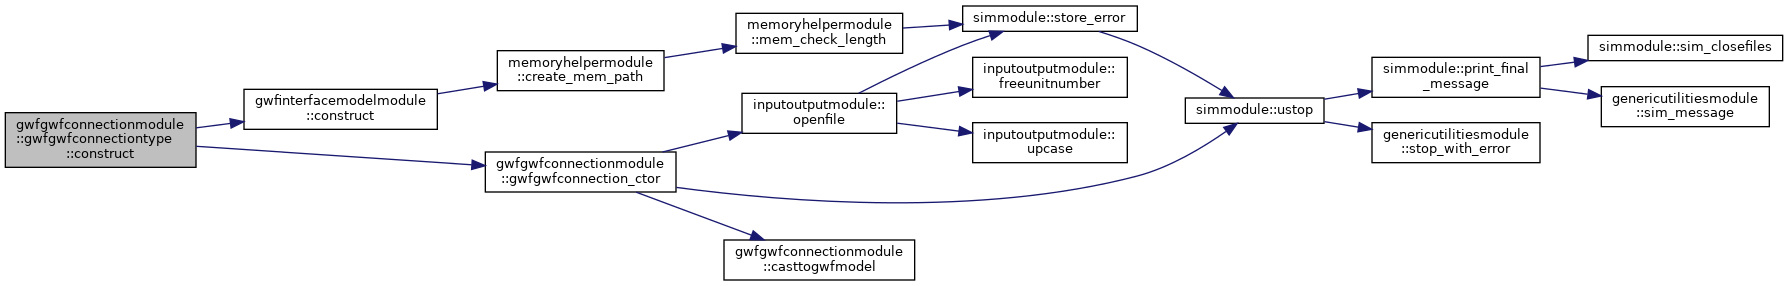 gwfgwfconnectionmodule
::gwfgwfconnectiontype
::construct
gwfinterfacemodelmodule
::construct
memoryhelpermodule
::create_mem_path
memoryhelpermodule
::mem_check_length
simmodule::store_error
gwfgwfconnectionmodule
::gwfgwfconnection_ctor
inputoutputmodule::
openfile
inputoutputmodule::
freeunitnumber
inputoutputmodule::
upcase
gwfgwfconnectionmodule
::casttogwfmodel
simmodule::ustop
simmodule::print_final
_message
genericutilitiesmodule
::stop_with_error
simmodule::sim_closefiles
genericutilitiesmodule
::sim_message